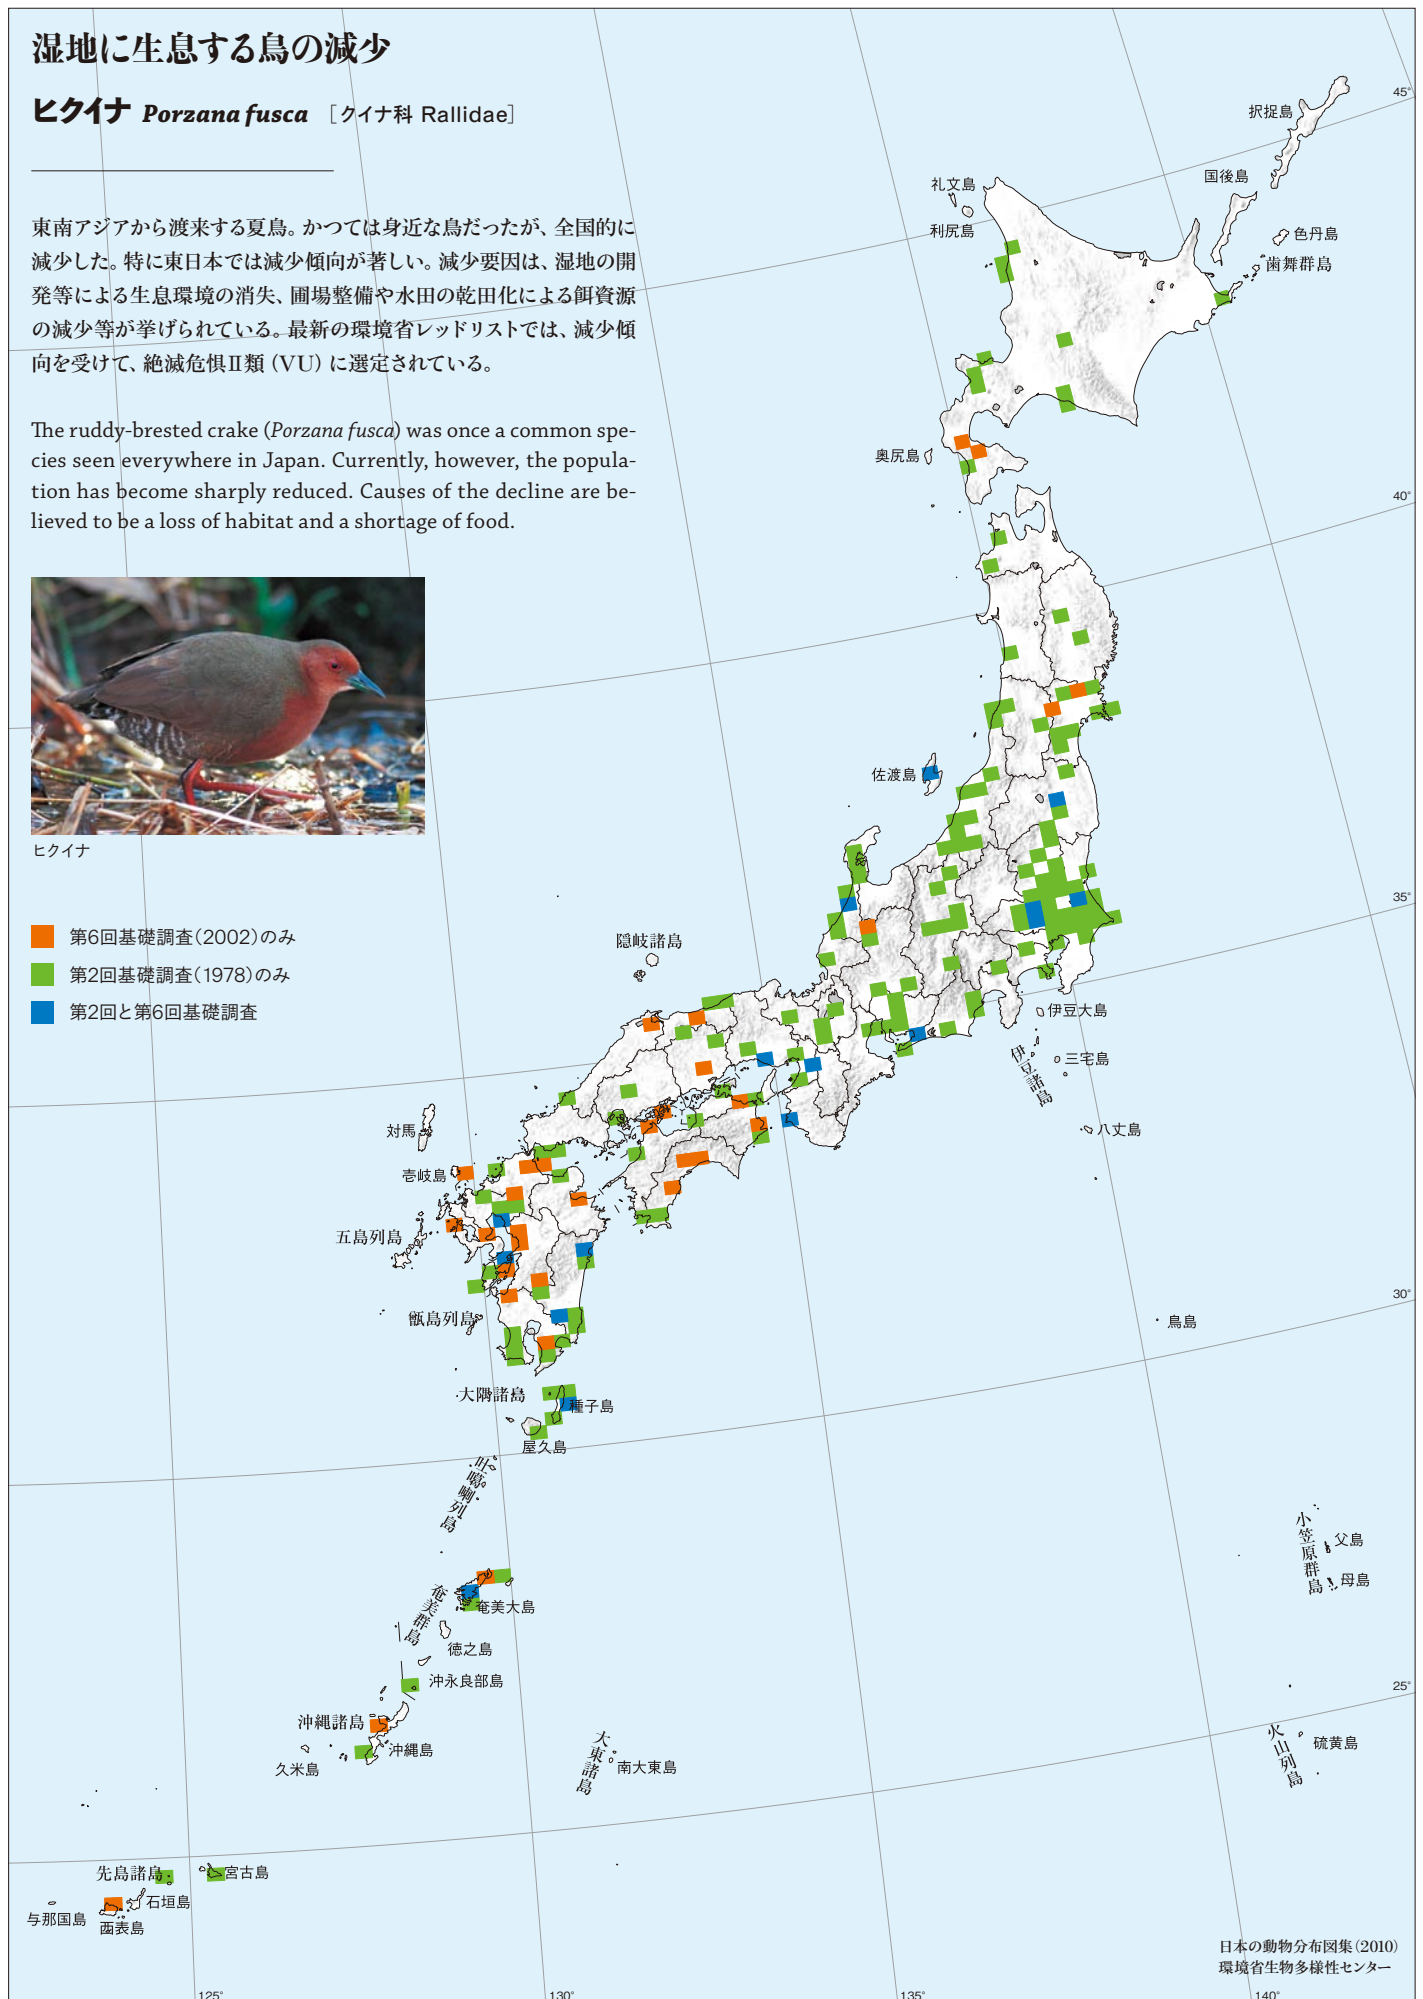 湿地に生息する鳥の減少
ヒクイナ Porzana fusca [クイナ科 Rallidae]
東南アジアから渡来する夏鳥。かつては身近な鳥だったが、全国的に
減少した。特に東日本では減少傾向が著しい。減少要因は、湿地の開
発等による生息環境の消失、圃場整備や水田の乾田化による餌資源
の減少等が挙げられている。最新の環境省レッドリストでは、減少傾
向を受けて、絶滅危惧Ⅱ類（VU）に選定されている。
The ruddy-brested crake (Porzana fusca) was once a common spe-
cies seen everywhere in Japan. Currently, however, the popula-
tion has become sharply reduced. Causes of the decline are be-
lieved to be a loss of habitat and a shortage of food.
ヒクイナ
第6回基礎調査（2002）のみ
第2回基礎調査（1978）のみ
第2回と第6回基礎調査
45°
択捉島
国後島
礼文島
利尻島
色丹島
歯舞群島
奥尻島
40°
佐渡島
35°
隠岐諸島
伊豆大島
伊豆諸島
三宅島
八丈島
対馬
壱岐島
五島列島
甑島列島
30°
鳥島
大隅諸島
種子島
屋久島
吐噶喇列島
小笠原群島
父島
母島
奄美群島
奄美大島
徳之島
沖永良部島
25°
沖縄諸島
沖縄島
久米島
大東諸島
南大東島
火山列島
硫黄島
先島諸島
宮古島
石垣島
与那国島
西表島
日本の動物分布図集（2010）
環境省生物多様性センター
125°
130°
135°
140°